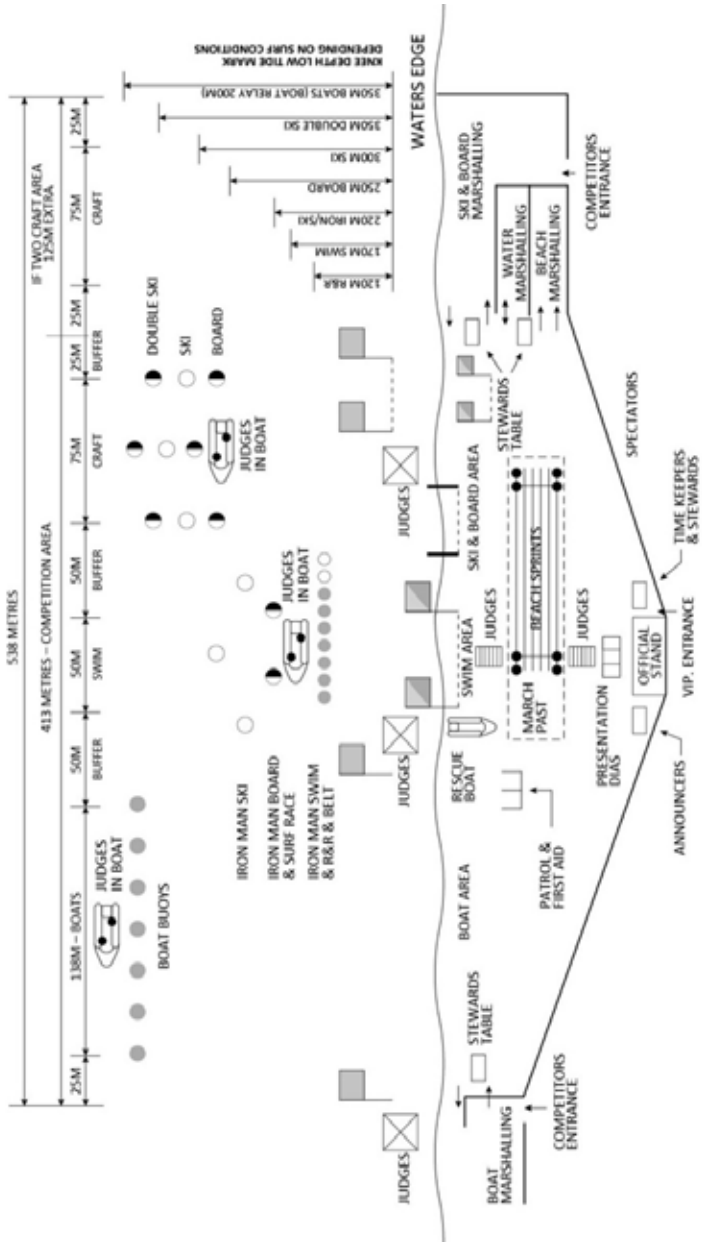 538 METRES
413 METRES – COMPETITION AREA
IF TWO CRAFT AREA
125M EXTRA
25M
138M – BOATS
50M
BUFFER
50M
SWIM
50M
BUFFER
75M
CRAFT
25M
BUFFER
25M
75M
CRAFT
25M
JUDGES
IN BOAT
BOAT BUOYS
DOUBLE SKI
SKI
BOARD
JUDGES
IN BOAT
IRON MAN SKI
IRON MAN BOARD
& SURF RACE
IRON MAN SWIM
& R&R & BELT
JUDGES
IN BOAT
KNEE DEPTH LOW TIDE MARK
DEPENDING ON SURF CONDITIONS
350M BOATS (BOAT RELAY 200M)
350M DOUBLE SKI
300M SKI
250M BOARD
220M IRON/SKI
170M SWIM
120M R&R
JUDGES
JUDGES
JUDGES
WATERS EDGE
BOAT AREA
SWIM AREA
SKI & BOARD AREA
SKI & BOARD
MARSHALLING
STEWARDS
TABLE
RESCUE
BOAT
JUDGES
STEWARDS
TABLE
WATER
MARSHALLING
BEACH
MARSHALLING
BOAT
MARSHALLING
COMPETITORS
ENTRANCE
PATROL &
FIRST AID
MARCH
PAST
BEACH SPRINTS
JUDGES
COMPETITORS
ENTRANCE
PRESENTATION
DIAS
SPECTATORS
OFFICIAL
STAND
ANNOUNCERS
VIP. ENTRANCE
TIME KEEPERS
& STEWARDS